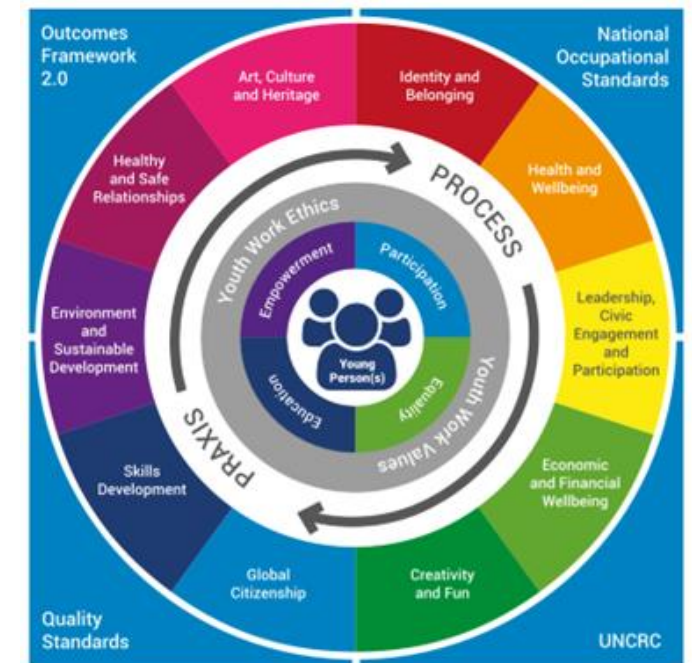 Outcomes
Framework
2.0
National
Occupational
Standards
Art, Culture
and Heritage
Identity and
Belonging
Health and
Wellbeing
Leadership,
Civic
Engagement
and
Participation
Economic
and Financial
Wellbeing
Creativity
and Fun
Global
Citizenship
Skills
Development
Environment
and
Sustainable
Development
Healthy
and Safe
Relationships
PROCESS
PRAXIS
Youth Work Ethics
Youth Work Values
Empowerment
Participation
Equality
Education
Young
Person(s)
Quality
Standards
UNCRC